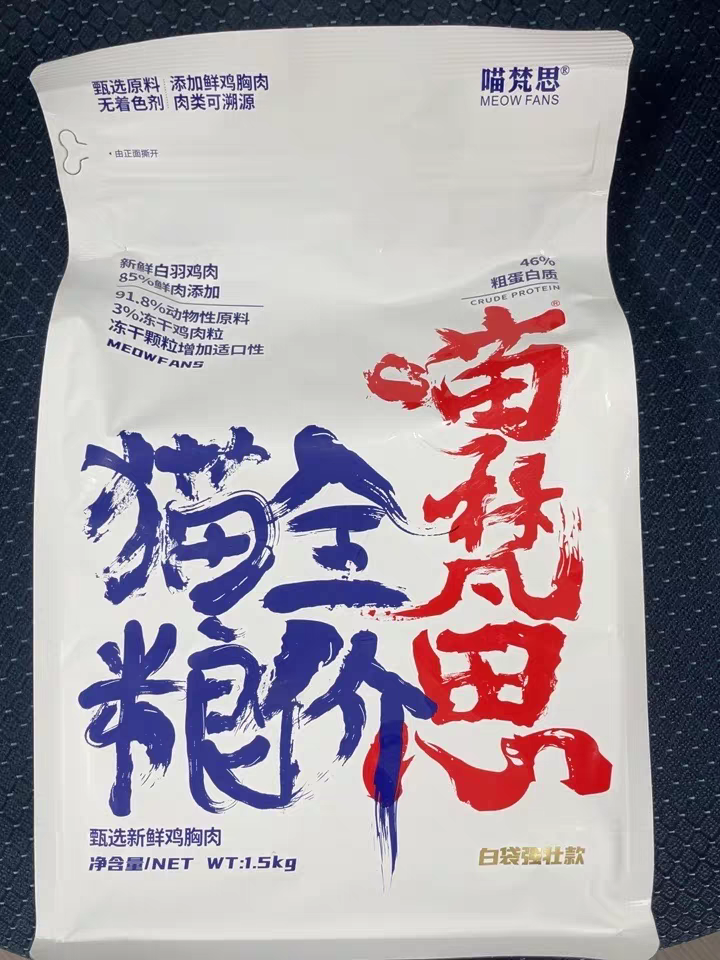 甄选原料 添加鲜鸡胸肉
无着色剂 肉类可溯源
喵梵思®
MEOW FANS
·由正面撕开
新鲜白羽鸡肉
85%鲜肉添加
91.8%动物性原料
3%冻干鸡肉粒
冻干颗粒增加适口性
MEOWFANS
46%
粗蛋白质
CRUDE PROTEIN
喵梵思®
全价
猫粮
甄选新鲜鸡胸肉
净含量/NET WT:1.5kg
白袋强壮款